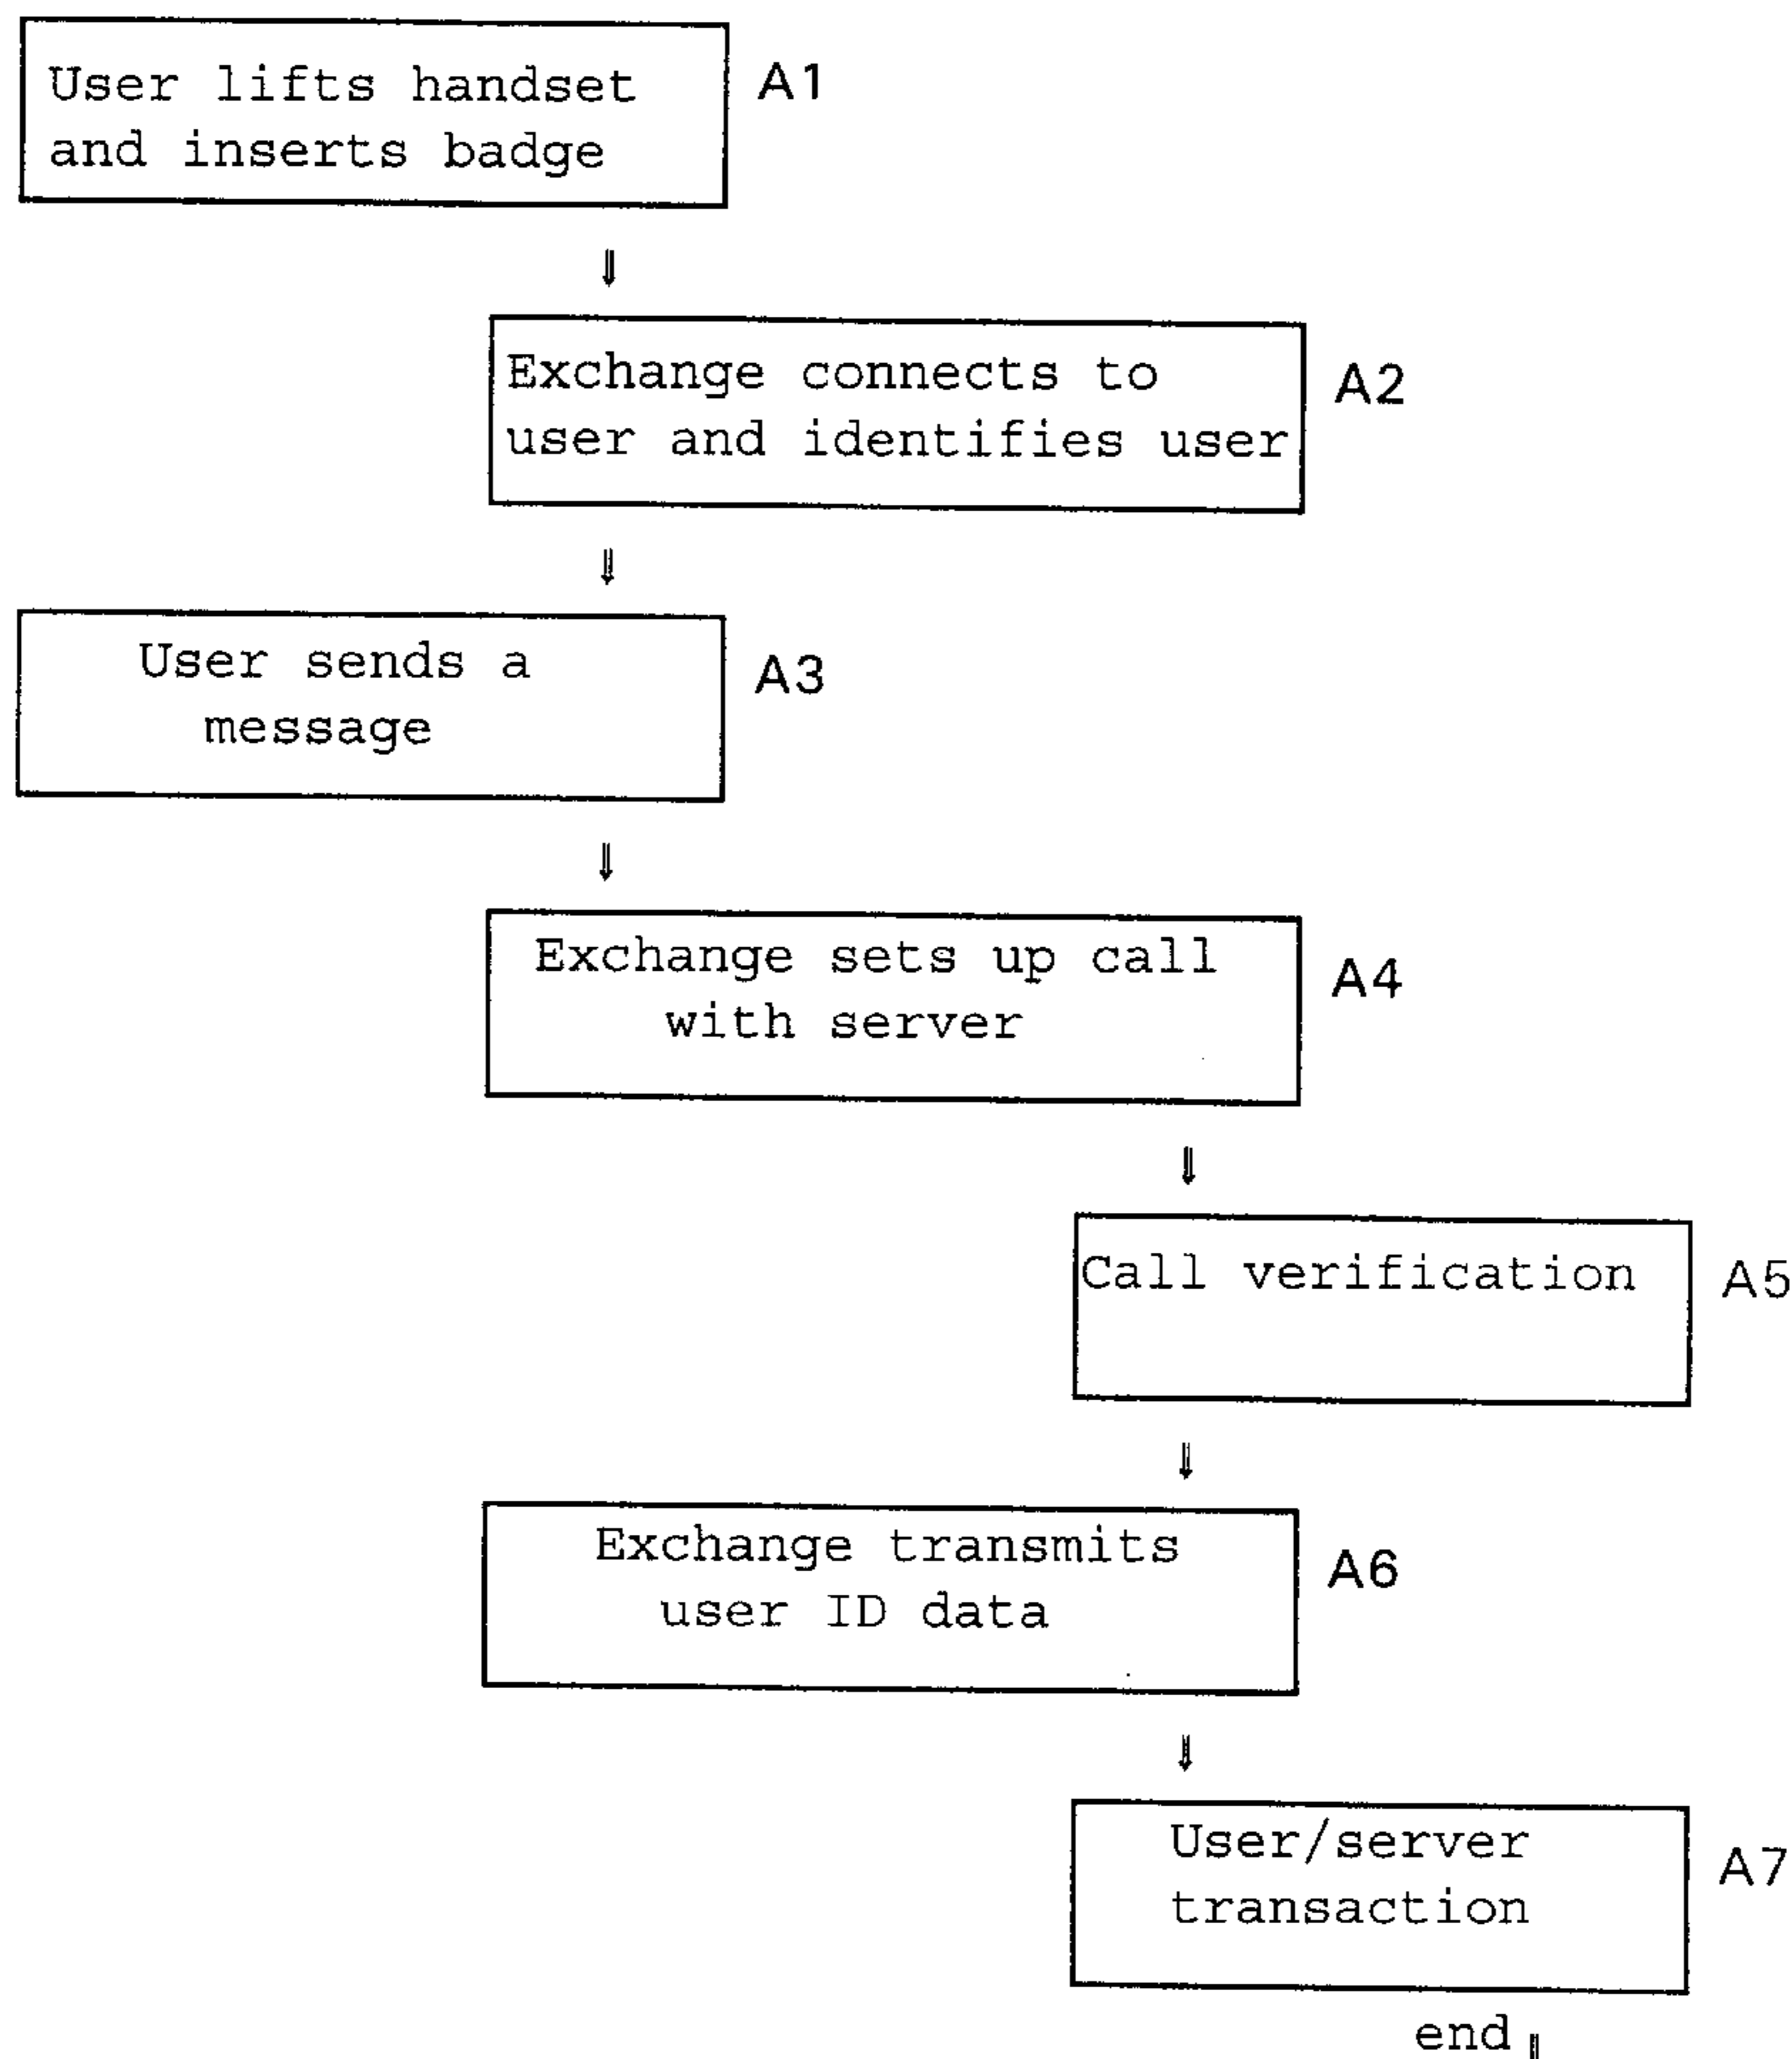 User lifts handset
and inserts badge
A1
Exchange connects to
user and identifies user
A2
User sends a
message
A3
Exchange sets up call
with server
A4
Call verification
A5
Exchange transmits
user ID data
A6
User/server
transaction
A7
end